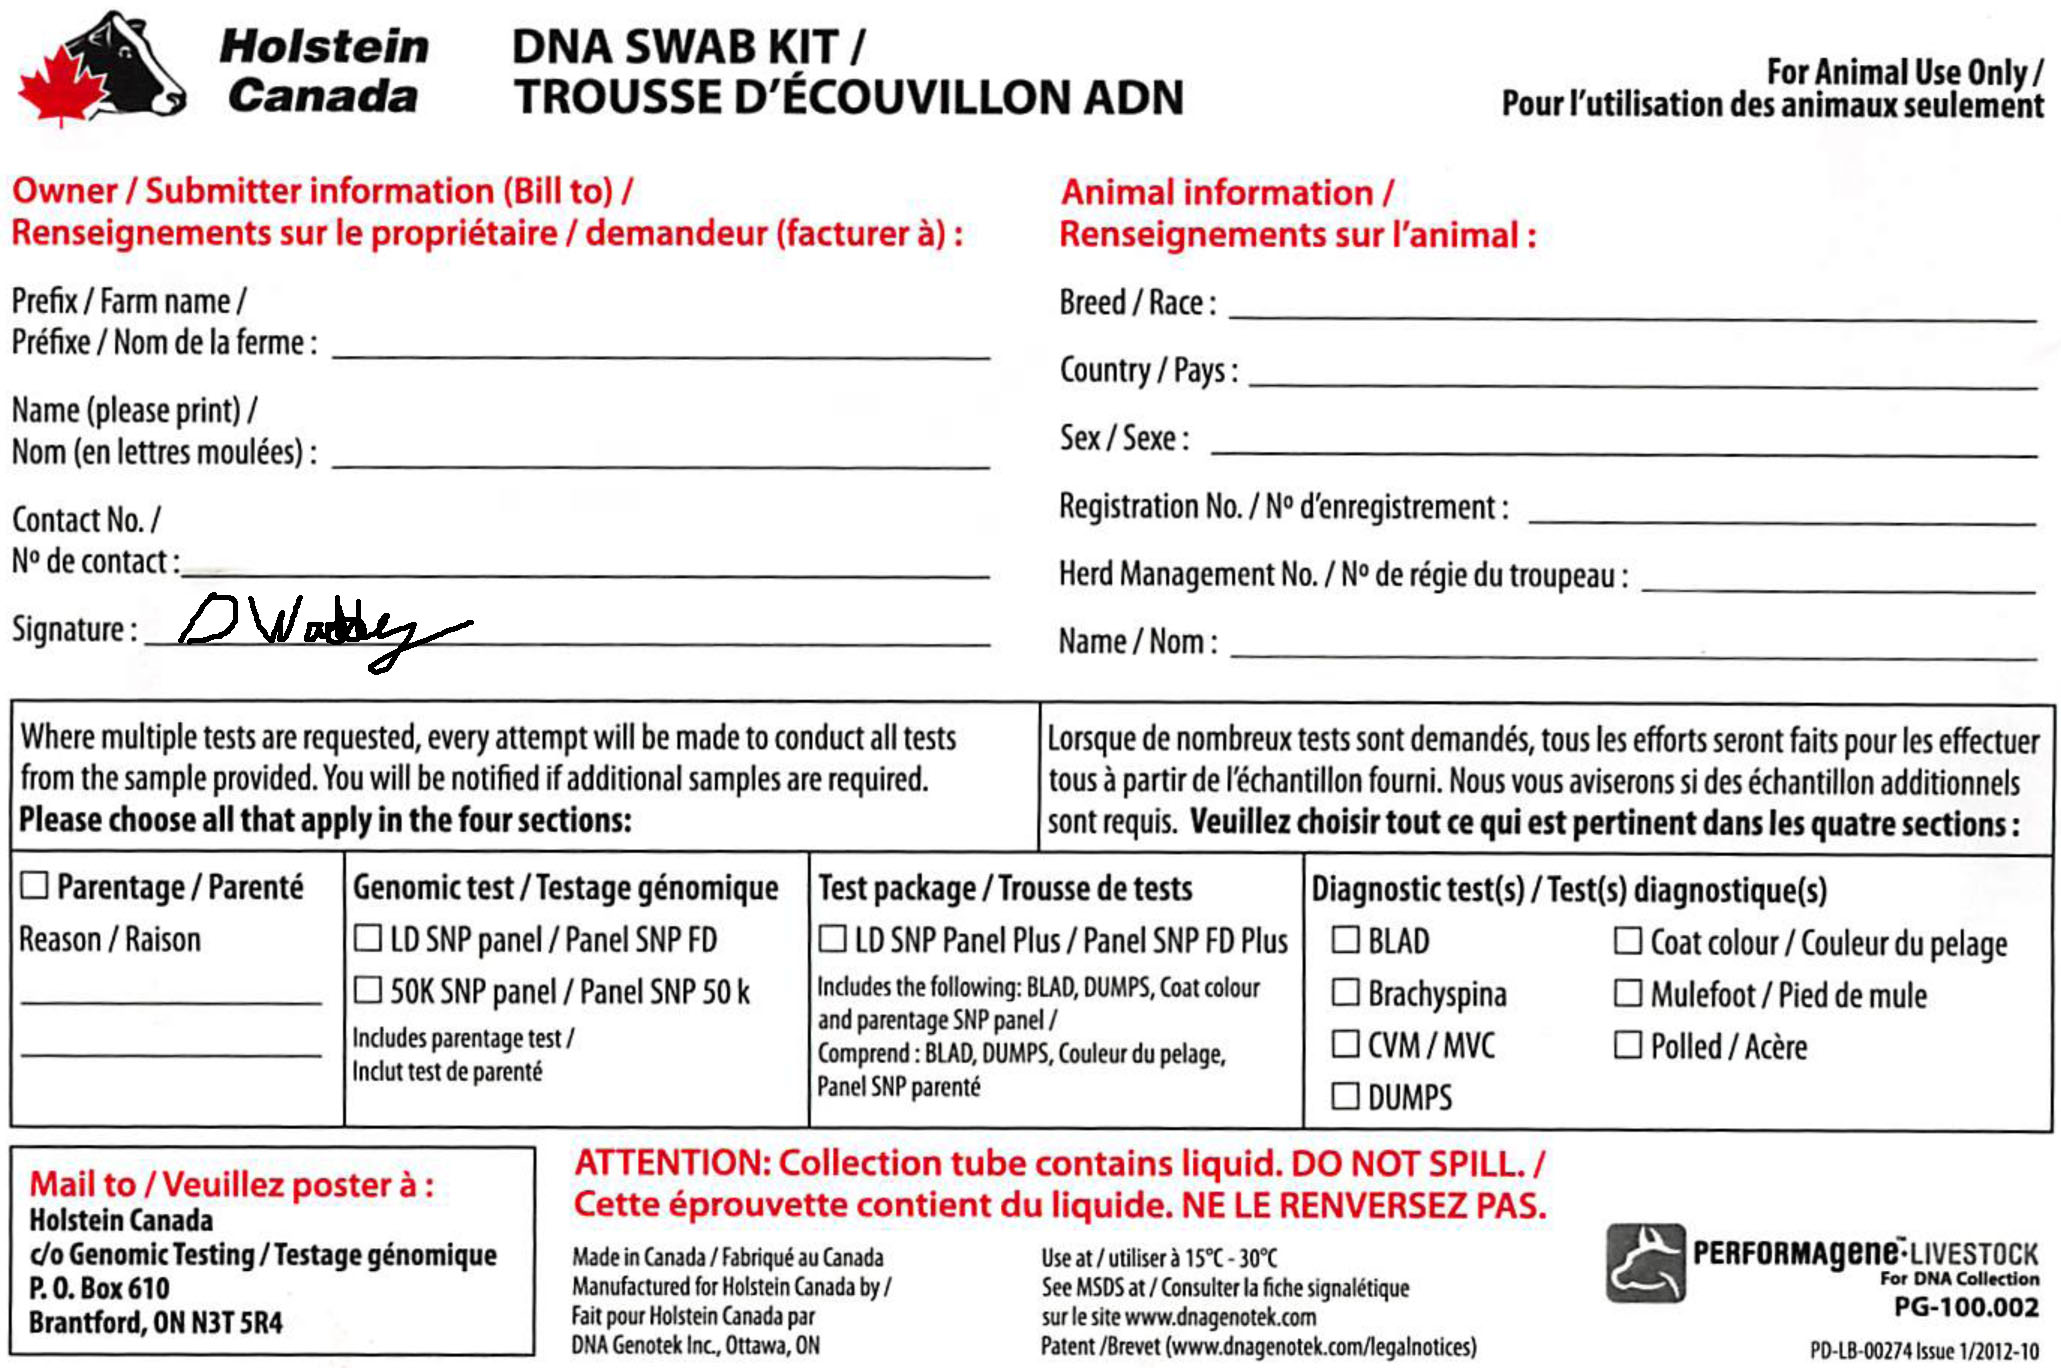 Holstein
Canada
DNA SWAB KIT /
TROUSSE D'ÉCOUVILLON ADN
For Animal Use Only /
Pour l'utilisation des animaux seulement
Owner / Submitter information (Bill to) /
Renseignements sur le propriétaire / demandeur (facturer à) :
Prefix / Farm name /
Préfixe / Nom de la ferme :
Name (please print) /
Nom (en lettres moulées) :
Contact No. /
Nº de contact :
Signature :
Animal information /
Renseignements sur l'animal :
Breed / Race :
Country / Pays :
Sex / Sexe :
Registration No. / Nº d'enregistrement :
Herd Management No. / Nº de régie du troupeau :
Name / Nom :
Where multiple tests are requested, every attempt will be made to conduct all tests
from the sample provided. You will be notified if additional samples are required.
Please choose all that apply in the four sections:
Lorsque de nombreux tests sont demandés, tous les efforts seront faits pour les effectuer
tous à partir de l'échantillon fourni. Nous vous aviserons si des échantillon additionnels
sont requis. Veuillez choisir tout ce qui est pertinent dans les quatre sections :
Parentage / Parenté
Reason / Raison
Genomic test / Testage génomique
LD SNP panel / Panel SNP FD
50K SNP panel / Panel SNP 50 k
Includes parentage test /
Inclut test de parenté
Test package / Trousse de tests
LD SNP Panel Plus / Panel SNP FD Plus
Includes the following: BLAD, DUMPS, Coat colour
and parentage SNP panel /
Comprend : BLAD, DUMPS, Couleur du pelage,
Panel SNP parenté
Diagnostic test(s) / Test(s) diagnostique(s)
BLAD
Brachyspina
CVM / MVC
DUMPS
Coat colour / Couleur du pelage
Mulefoot / Pied de mule
Polled / Acère
Mail to / Veuillez poster à :
Holstein Canada
c/o Genomic Testing / Testage génomique
P. O. Box 610
Brantford, ON N3T 5R4
ATTENTION: Collection tube contains liquid. DO NOT SPILL. /
Cette éprouvette contient du liquide. NE LE RENVERSEZ PAS.
Made in Canada / Fabriqué au Canada
Manufactured for Holstein Canada by /
Fait pour Holstein Canada par
DNA Genotek Inc., Ottawa, ON
Use at / utiliser à 15°C - 30°C
See MSDS at / Consulter la fiche signalétique
sur le site www.dnagenotek.com
Patent /Brevet (www.dnagenotek.com/legalnotices)
PERFORMAgene™·LIVESTOCK
For DNA Collection
PG-100.002
PD-LB-00274 Issue 1/2012-10